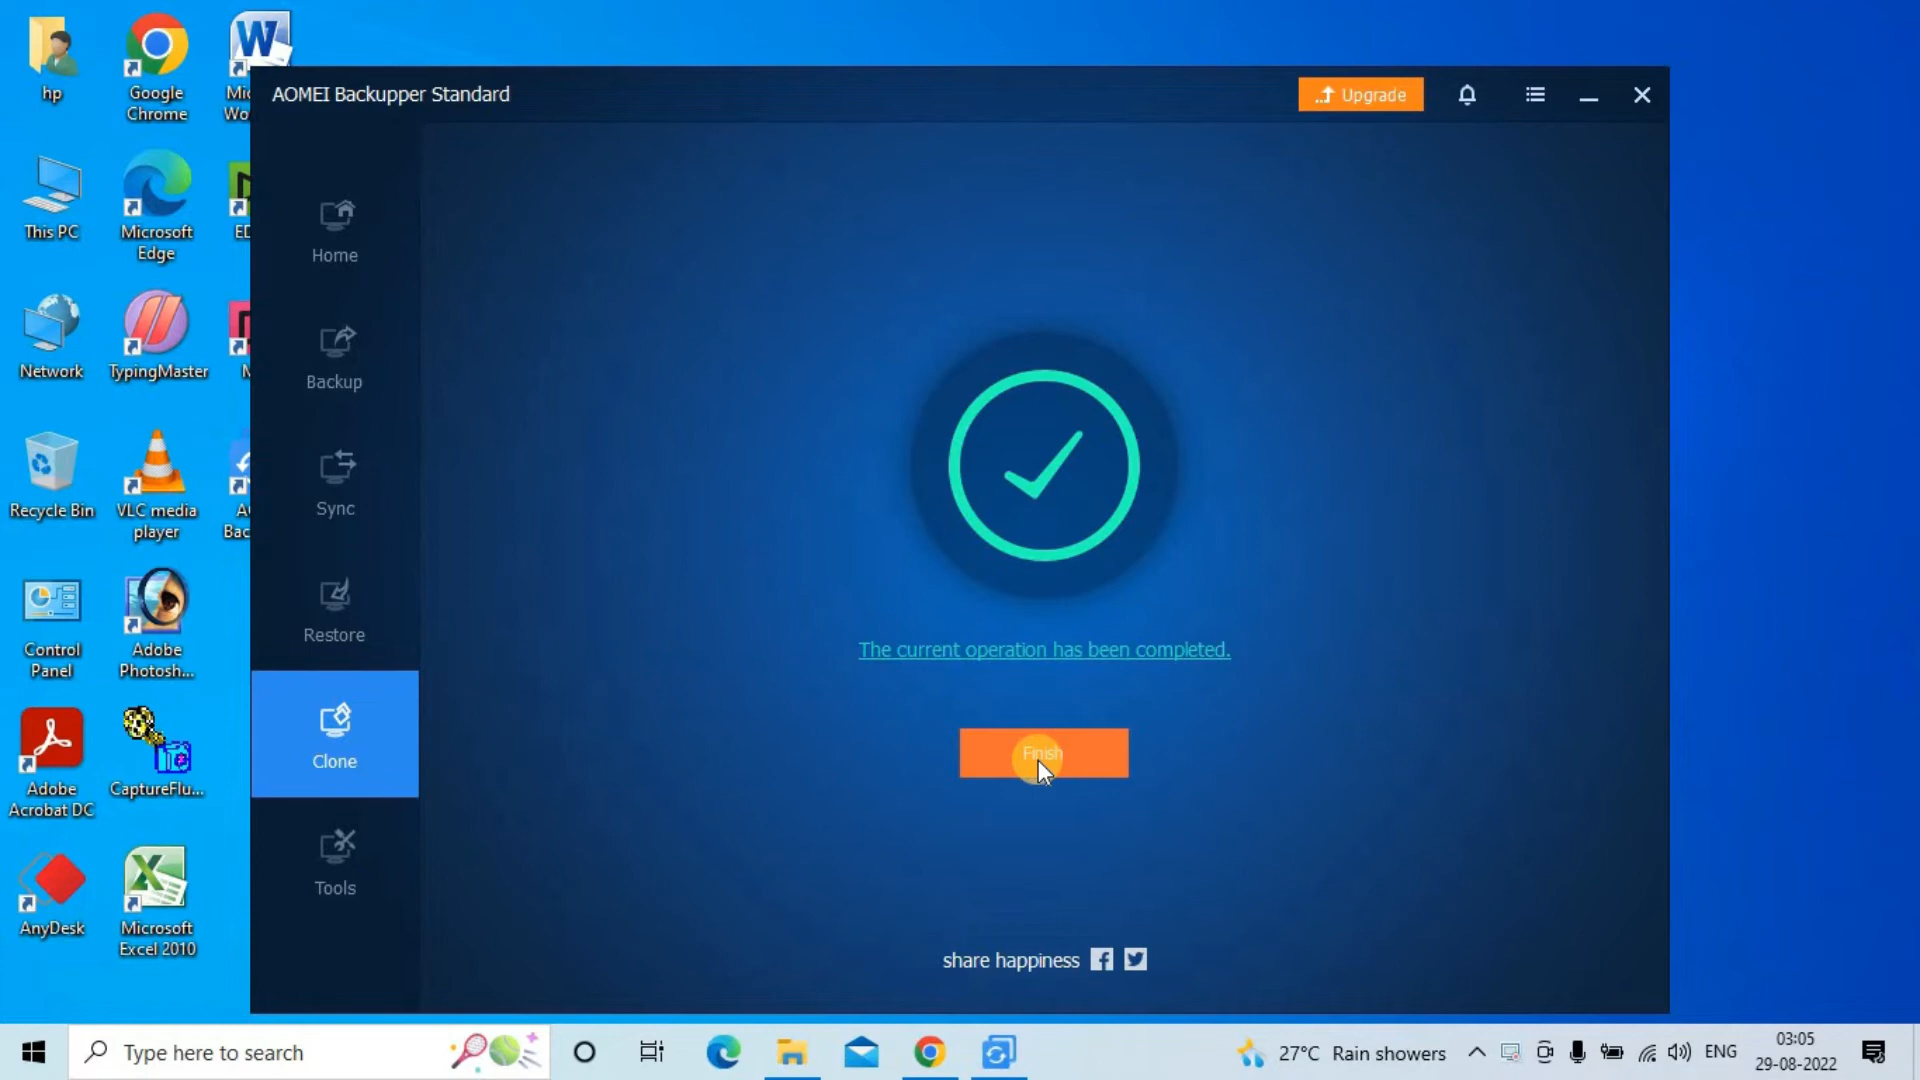 hp
Google
Chrome
This PC
Microsoft
Edge
Network
TypingMaster
Recycle Bin
VLC media
player
Control
Panel
Adobe
Photosh...
Adobe
Acrobat DC
CaptureFlu...
AnyDesk
Microsoft
Excel 2010
AOMEI Backupper Standard
Upgrade
Home
Backup
Sync
Restore
Clone
Tools
The current operation has been completed.
Finish
share happiness
Type here to search
27°C Rain showers
ENG
03:05
29-08-2022